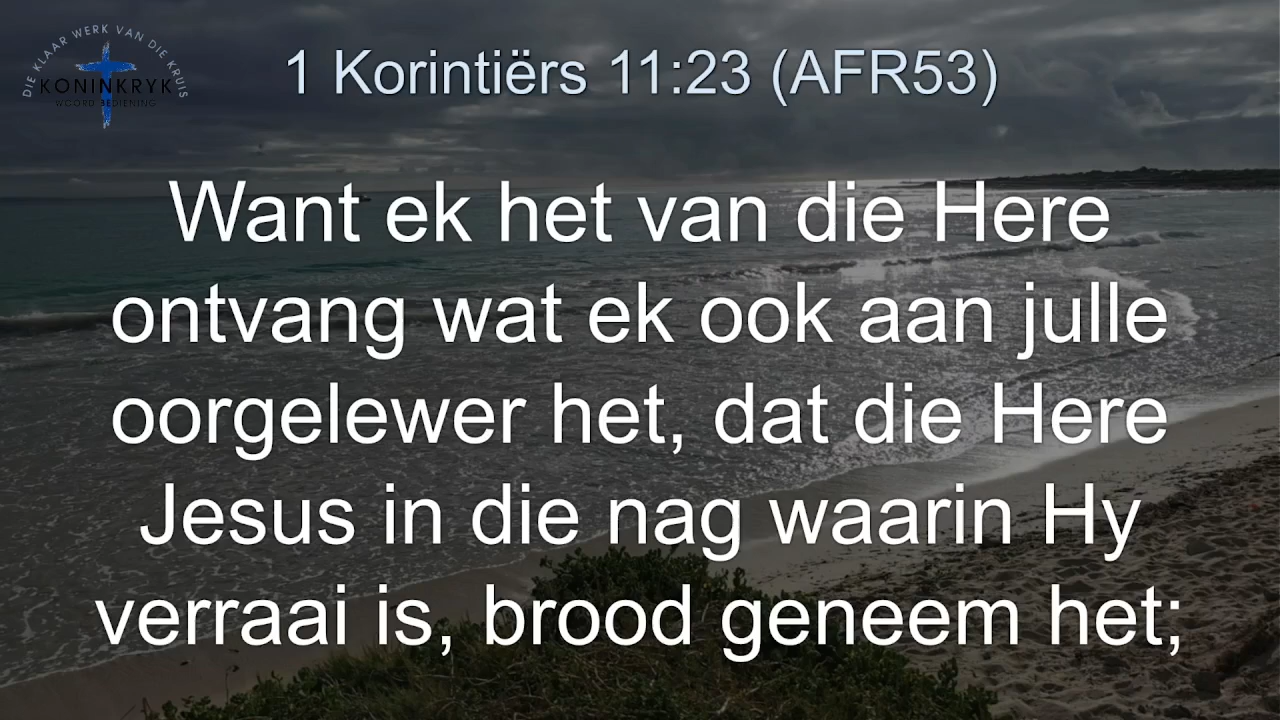 DIE KLAAR WERK VAN DIE KRUIS
KONINKRYK
WOORD BEDIENING
1 Korintiërs 11:23 (AFR53)
Want ek het van die Here
ontvang wat ek ook aan julle
oorgelewer het, dat die Here
Jesus in die nag waarin Hy
verraai is, brood geneem het;